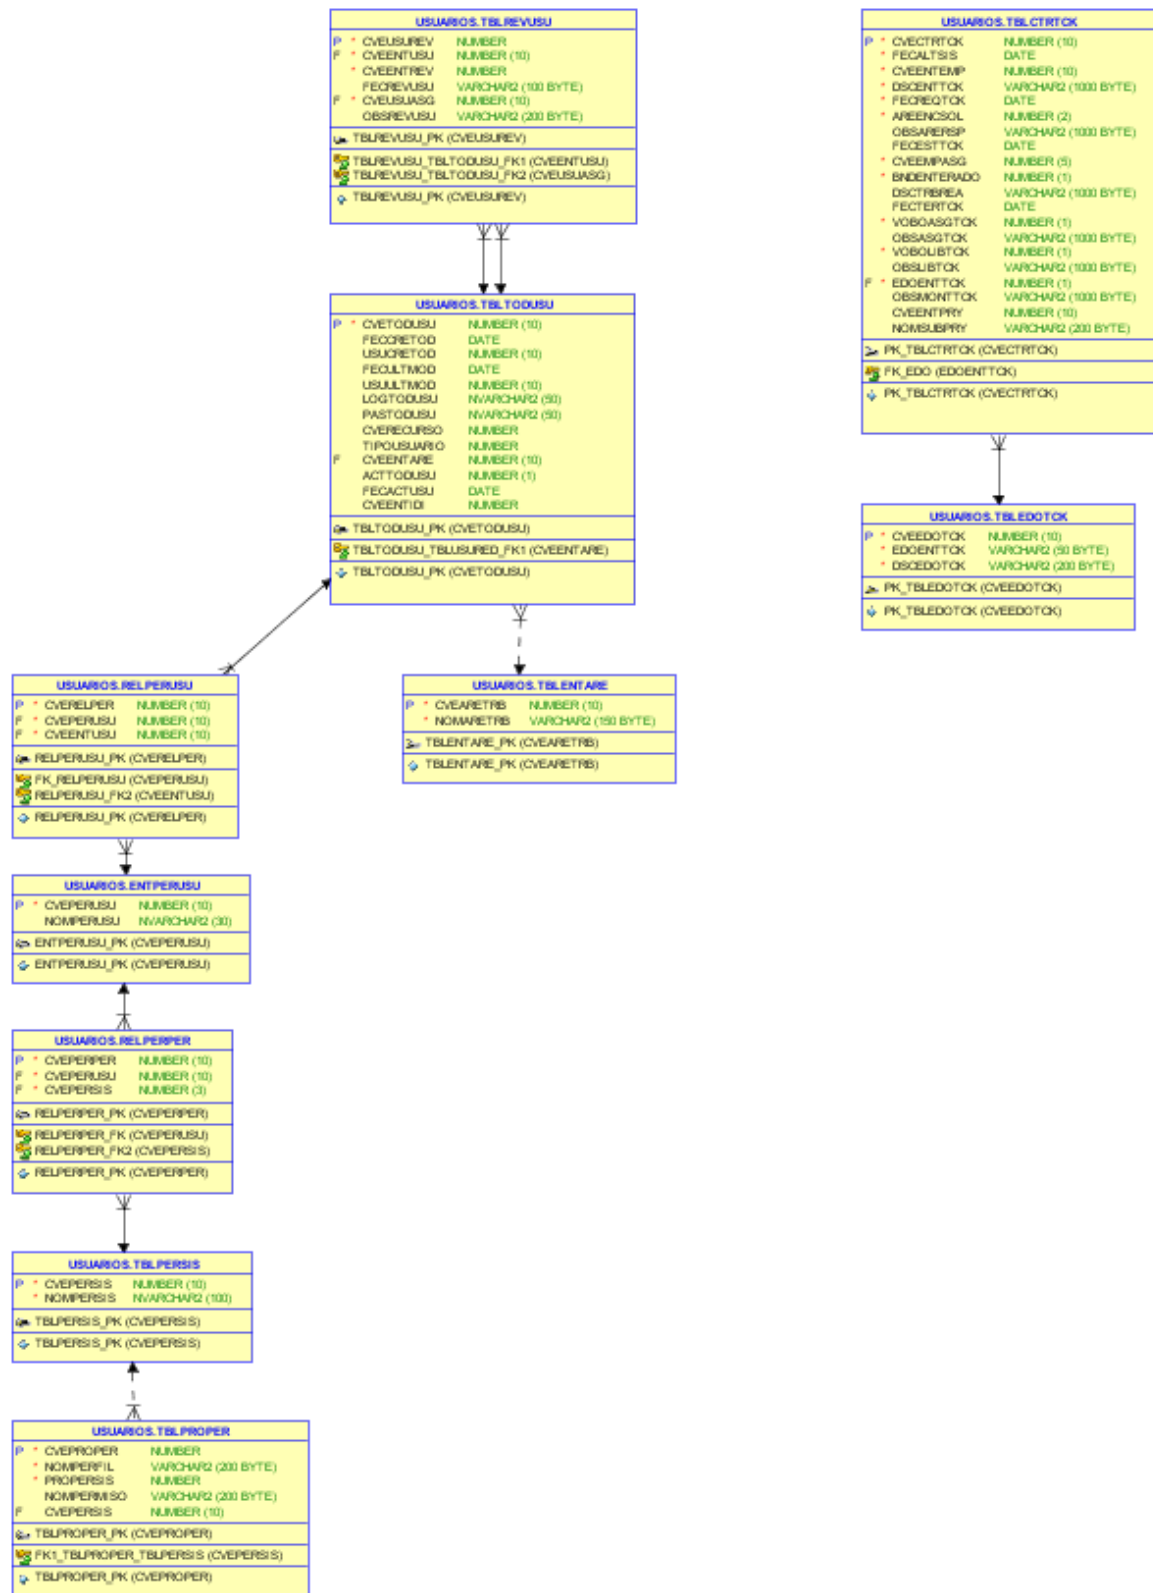 USUARIOS.TBLREVUSU
P * CVEUSUREV NUMBER
F * CVEENTUSU NUMBER (10)
* CVEENTREV NUMBER
FECREVUSU VARCHAR2 (100 BYTE)
F * CVEUSUASG NUMBER (10)
OBSREVUSU VARCHAR2 (200 BYTE)
TBLREVUSU_PK (CVEUSUREV)
TBLREVUSU_TBLTODUSU_FK1 (CVEENTUSU)
TBLREVUSU_TBLTODUSU_FK2 (CVEUSUASG)
TBLREVUSU_PK (CVEUSUREV)
USUARIOS.TBLCTRTCK
P * CVECTRTCK NUMBER (10)
* FECALTSIS DATE
* CVEENTEMP NUMBER (10)
* DSCENTTCK VARCHAR2 (1000 BYTE)
* FECREQTCK DATE
* AREENCSOL NUMBER (2)
OBSARERSP VARCHAR2 (1000 BYTE)
FECESTTCK DATE
* CVEEMPASG NUMBER (5)
* BNDENTERADO NUMBER (1)
DSCTRBREA VARCHAR2 (1000 BYTE)
FECTERTCK DATE
* VOBOASGTCK NUMBER (1)
OBSASGTCK VARCHAR2 (1000 BYTE)
* VOBOLIBTCK NUMBER (1)
OBSLIBTCK VARCHAR2 (1000 BYTE)
F * EDOENTTCK NUMBER (1)
OBSMONTTCK VARCHAR2 (1000 BYTE)
CVEENTPRY NUMBER (10)
NOMSUBPRY VARCHAR2 (200 BYTE)
PK_TBLCTRTCK (CVECTRTCK)
FK_EDO (EDOENTTCK)
PK_TBLCTRTCK (CVECTRTCK)
USUARIOS.TBLTODUSU
P * CVETODUSU NUMBER (10)
FECCRETOD DATE
USUCRETOD NUMBER (10)
FECULTMOD DATE
USUULTMOD NUMBER (10)
LOGTODUSU NVARCHAR2 (50)
PASTODUSU NVARCHAR2 (50)
CVERECURSO NUMBER
TIPOUSUARIO NUMBER
F CVEENTARE NUMBER (10)
ACTTODUSU NUMBER (1)
FECACTUSU DATE
CVEENTIDI NUMBER
TBLTODUSU_PK (CVETODUSU)
TBLTODUSU_TBLUSURED_FK1 (CVEENTARE)
TBLTODUSU_PK (CVETODUSU)
USUARIOS.TBLEDOTCK
P * CVEEDOTCK NUMBER (10)
* EDOENTTCK VARCHAR2 (50 BYTE)
* DSCEDOTCK VARCHAR2 (200 BYTE)
PK_TBLEDOTCK (CVEEDOTCK)
PK_TBLEDOTCK (CVEEDOTCK)
USUARIOS.RELPERUSU
P * CVERELPER NUMBER (10)
F * CVEPERUSU NUMBER (10)
F * CVEENTUSU NUMBER (10)
RELPERUSU_PK (CVERELPER)
FK_RELPERUSU (CVEPERUSU)
RELPERUSU_FK2 (CVEENTUSU)
RELPERUSU_PK (CVERELPER)
USUARIOS.TBLENTARE
P * CVEARETRB NUMBER (10)
* NOMARETRB VARCHAR2 (150 BYTE)
TBLENTARE_PK (CVEARETRB)
TBLENTARE_PK (CVEARETRB)
USUARIOS.ENTPERUSU
P * CVEPERUSU NUMBER (10)
NOMPERUSU NVARCHAR2 (30)
ENTPERUSU_PK (CVEPERUSU)
ENTPERUSU_PK (CVEPERUSU)
USUARIOS.RELPERPER
P * CVEPERPER NUMBER (10)
F * CVEPERUSU NUMBER (10)
F * CVEPERSIS NUMBER (3)
RELPERPER_PK (CVEPERPER)
RELPERPER_FK (CVEPERUSU)
RELPERPER_FK2 (CVEPERSIS)
RELPERPER_PK (CVEPERPER)
USUARIOS.TBLPERSIS
P * CVEPERSIS NUMBER (10)
* NOMPERSIS NVARCHAR2 (100)
TBLPERSIS_PK (CVEPERSIS)
TBLPERSIS_PK (CVEPERSIS)
USUARIOS.TBLPROPER
P * CVEPROPER NUMBER
* NOMPERFIL VARCHAR2 (200 BYTE)
* PROPERSIS NUMBER
NOMPERMISO VARCHAR2 (200 BYTE)
F CVEPERSIS NUMBER (10)
TBLPROPER_PK (CVEPROPER)
FK1_TBLPROPER_TBLPERSIS (CVEPERSIS)
TBLPROPER_PK (CVEPROPER)